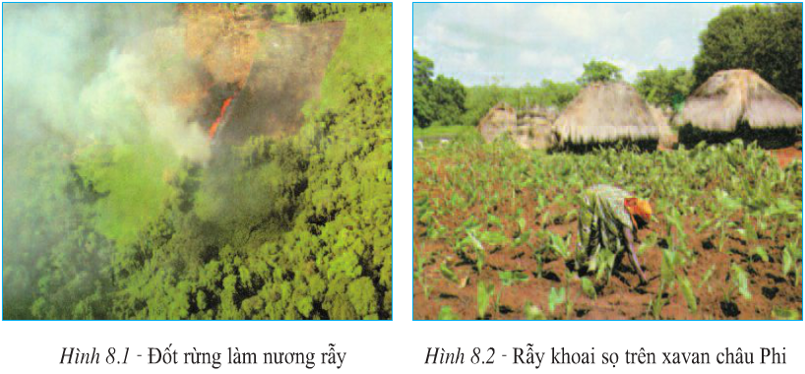 Hình 8.1 - Đốt rừng làm nương rẫy
Hình 8.2 - Rẫy khoai sọ trên xavan châu Phi